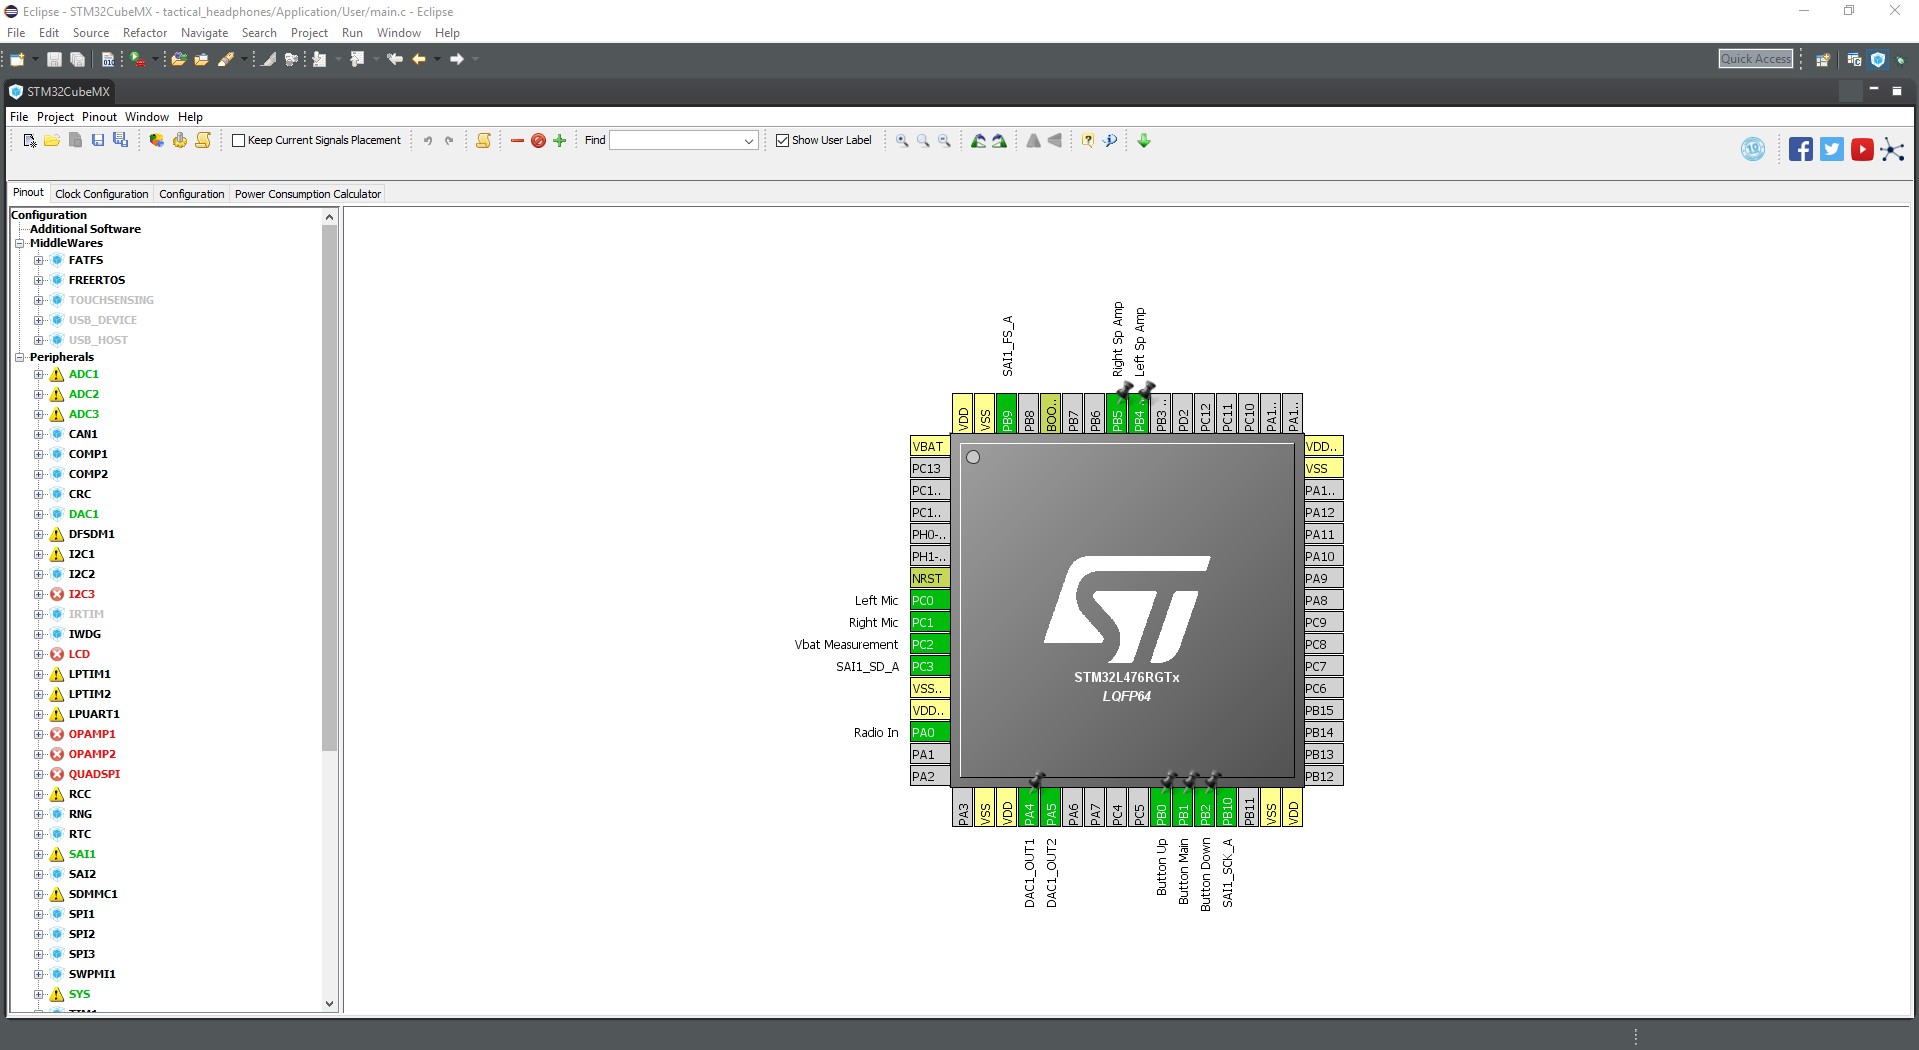 Eclipse - STM32CubeMX - tactical_headphones/Application/User/main.c - Eclipse
File Edit Source Refactor Navigate Search Project Run Window Help
Quick Access
STM32CubeMX
File Project Pinout Window Help
Keep Current Signals Placement Find Show User Label
Pinout Clock Configuration Configuration Power Consumption Calculator
Configuration
Additional Software
MiddleWares
FATFS
FREERTOS
TOUCHSENSING
USB_DEVICE
USB_HOST
Peripherals
ADC1
ADC2
ADC3
CAN1
COMP1
COMP2
CRC
DAC1
DFSDM1
I2C1
I2C2
I2C3
IRTIM
IWDG
LCD
LPTIM1
LPTIM2
LPUART1
OPAMP1
OPAMP2
QUADSPI
RCC
RNG
RTC
SAI1
SAI2
SDMMC1
SPI1
SPI2
SPI3
SWPMI1
SYS
TIM1
SAI1_FS_A
Right Sp Amp
Left Sp Amp
VDD
VSS
PB9
PB8
BOO..
PB7
PB6
PB5
PB4 ..
PB3 ..
PD2
PC12
PC11
PC10
PA1..
PA1..
VBAT
PC13
PC1..
PC1..
PH0-..
PH1-..
NRST
Left Mic PC0
Right Mic PC1
Vbat Measurement PC2
SAI1_SD_A PC3
VSS..
VDD..
Radio In PA0
PA1
PA2
ST
STM32L476RGTx
LQFP64
VDD..
VSS
PA1..
PA12
PA11
PA10
PA9
PA8
PC9
PC8
PC7
PC6
PB15
PB14
PB13
PB12
PA3
VSS
VDD
PA4
PA5
PA6
PA7
PC4
PC5
PB0
PB1
PB2
PB10
PB11
VSS
VDD
DAC1_OUT1
DAC1_OUT2
Button Up
Button Main
Button Down
SAI1_SCK_A